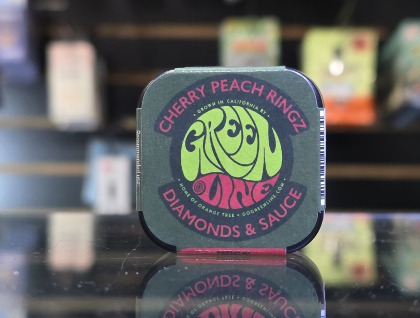 CHERRY PEACH RINGZ
• GROWN IN CALIFORNIA BY •
GREEN
LINE
• HOME OF ORANGE TREE • GOGREENLINE.COM •
DIAMONDS & SAUCE